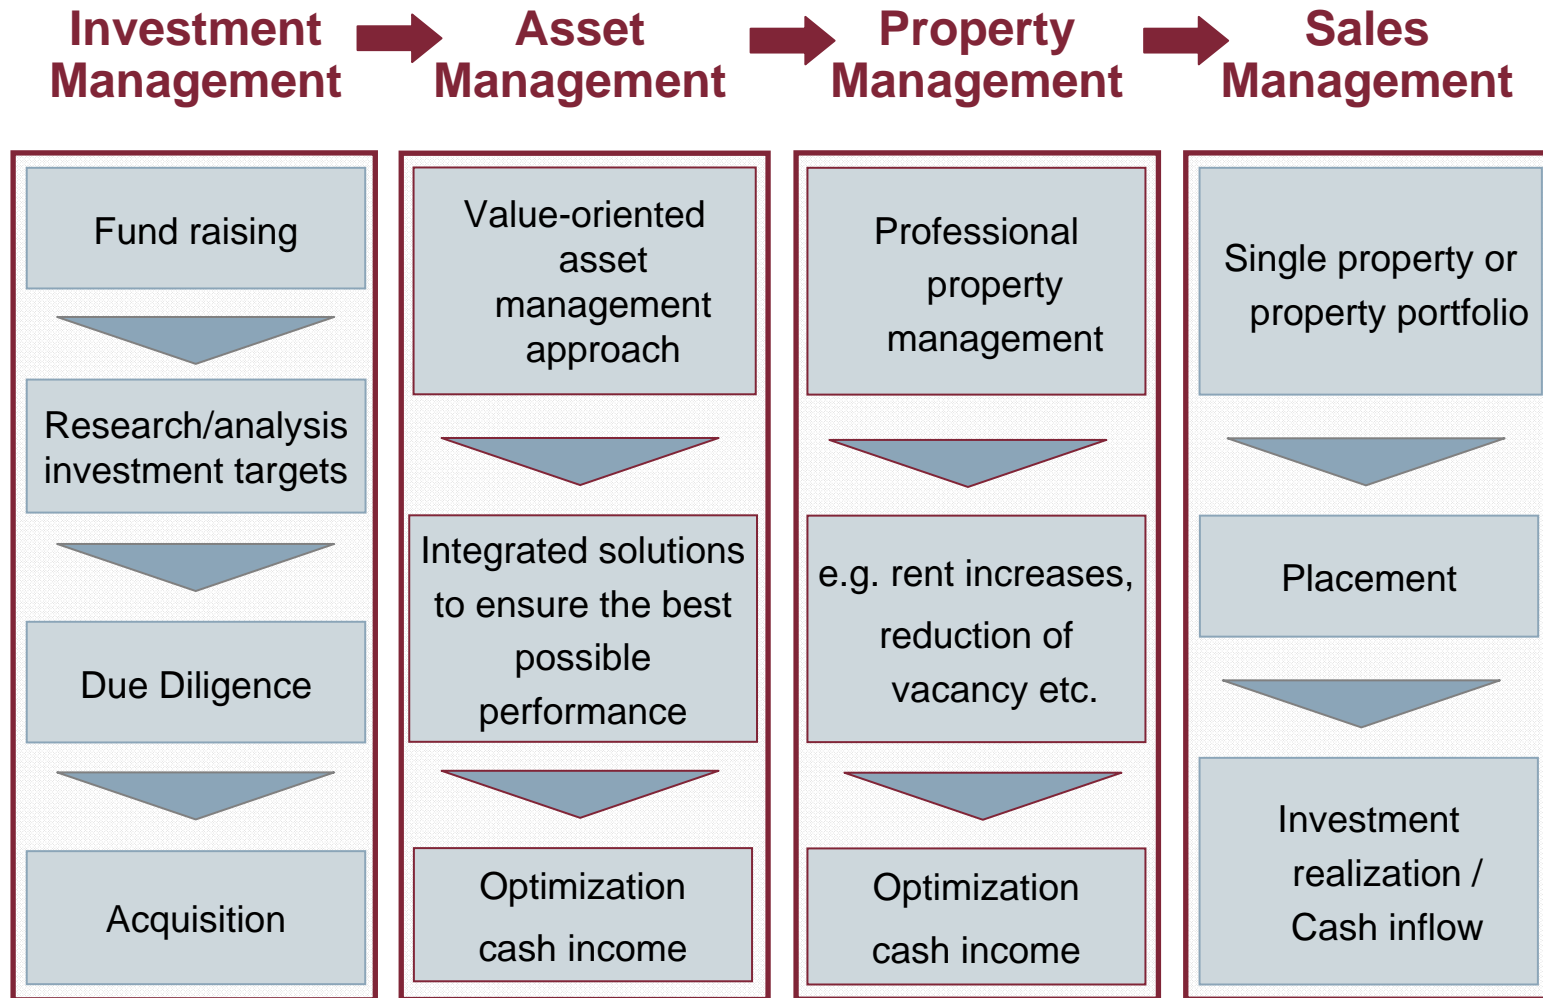 Investment
Management
Asset
Management
Property
Management
Sales
Management
Fund raising
Research/analysis
investment targets
Due Diligence
Acquisition
Value-oriented
asset
management
approach
Integrated solutions
to ensure the best
possible
performance
Optimization
cash income
Professional
property
management
e.g. rent increases,
reduction of
vacancy etc.
Optimization
cash income
Single property or
property portfolio
Placement
Investment
realization /
Cash inflow